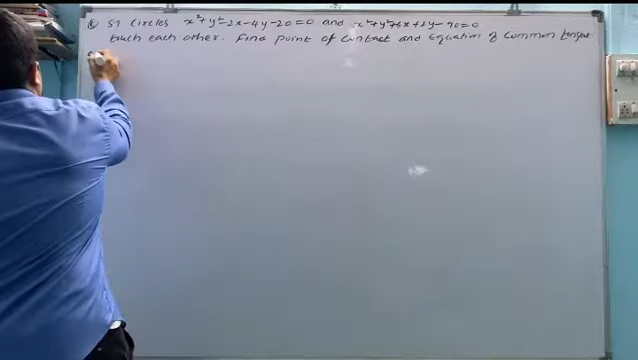 S.T Circles x²+y²-2x-4y-20=0 and x²+y²+6x+2y-90=0
touch each other. Find point of Contact and Equation of Common tangent